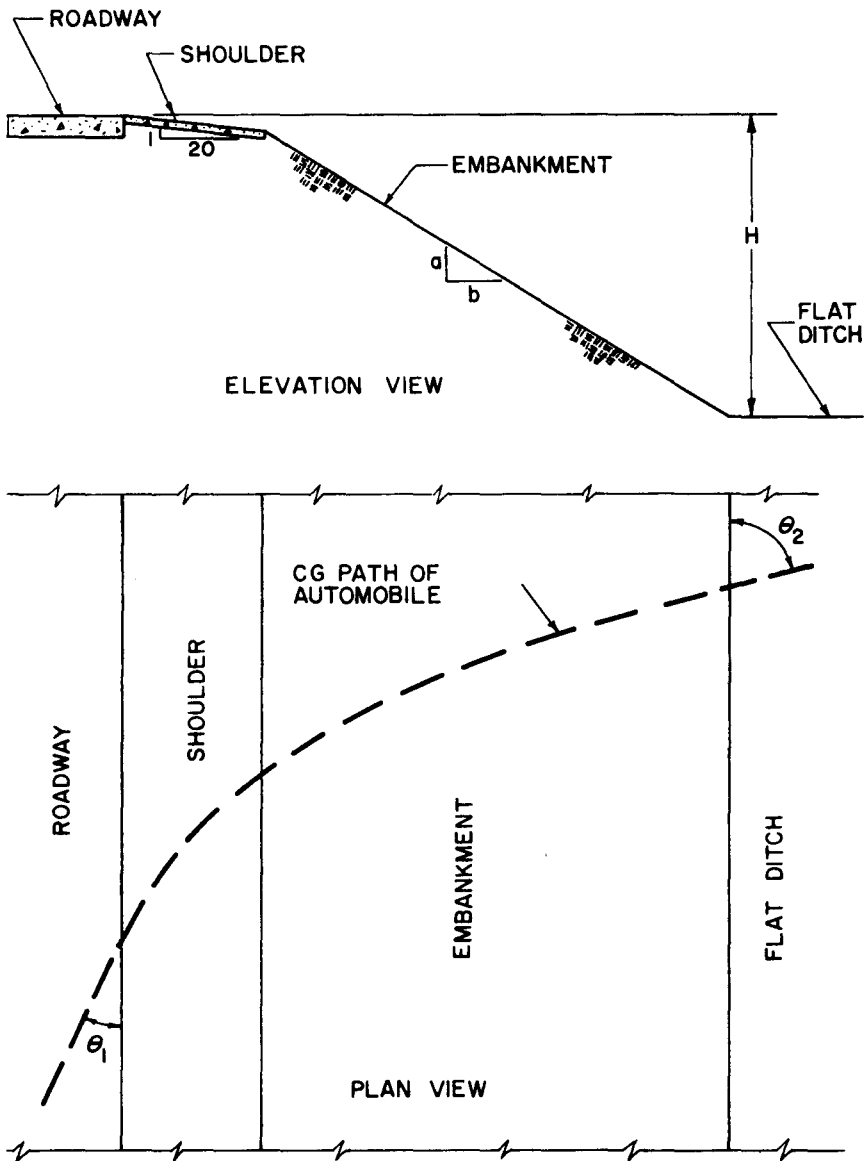 ROADWAY
SHOULDER
1
20
EMBANKMENT
a
b
H
FLAT
DITCH
ELEVATION VIEW
θ2
CG PATH OF
AUTOMOBILE
ROADWAY
SHOULDER
EMBANKMENT
FLAT DITCH
θ1
PLAN VIEW